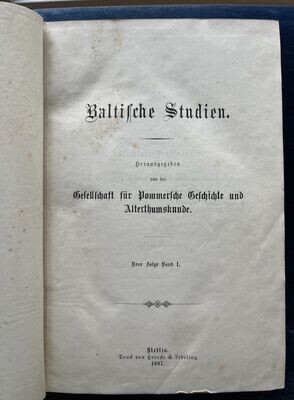 Baltiſche Studien.
Herausgegeben
von der
Geſellſchaft für Pommerſche Geſchichte und
Alterthumskunde.
Neue Folge Band I.
Stettin.
Druck von Herrcke & Lebeling.
1897.